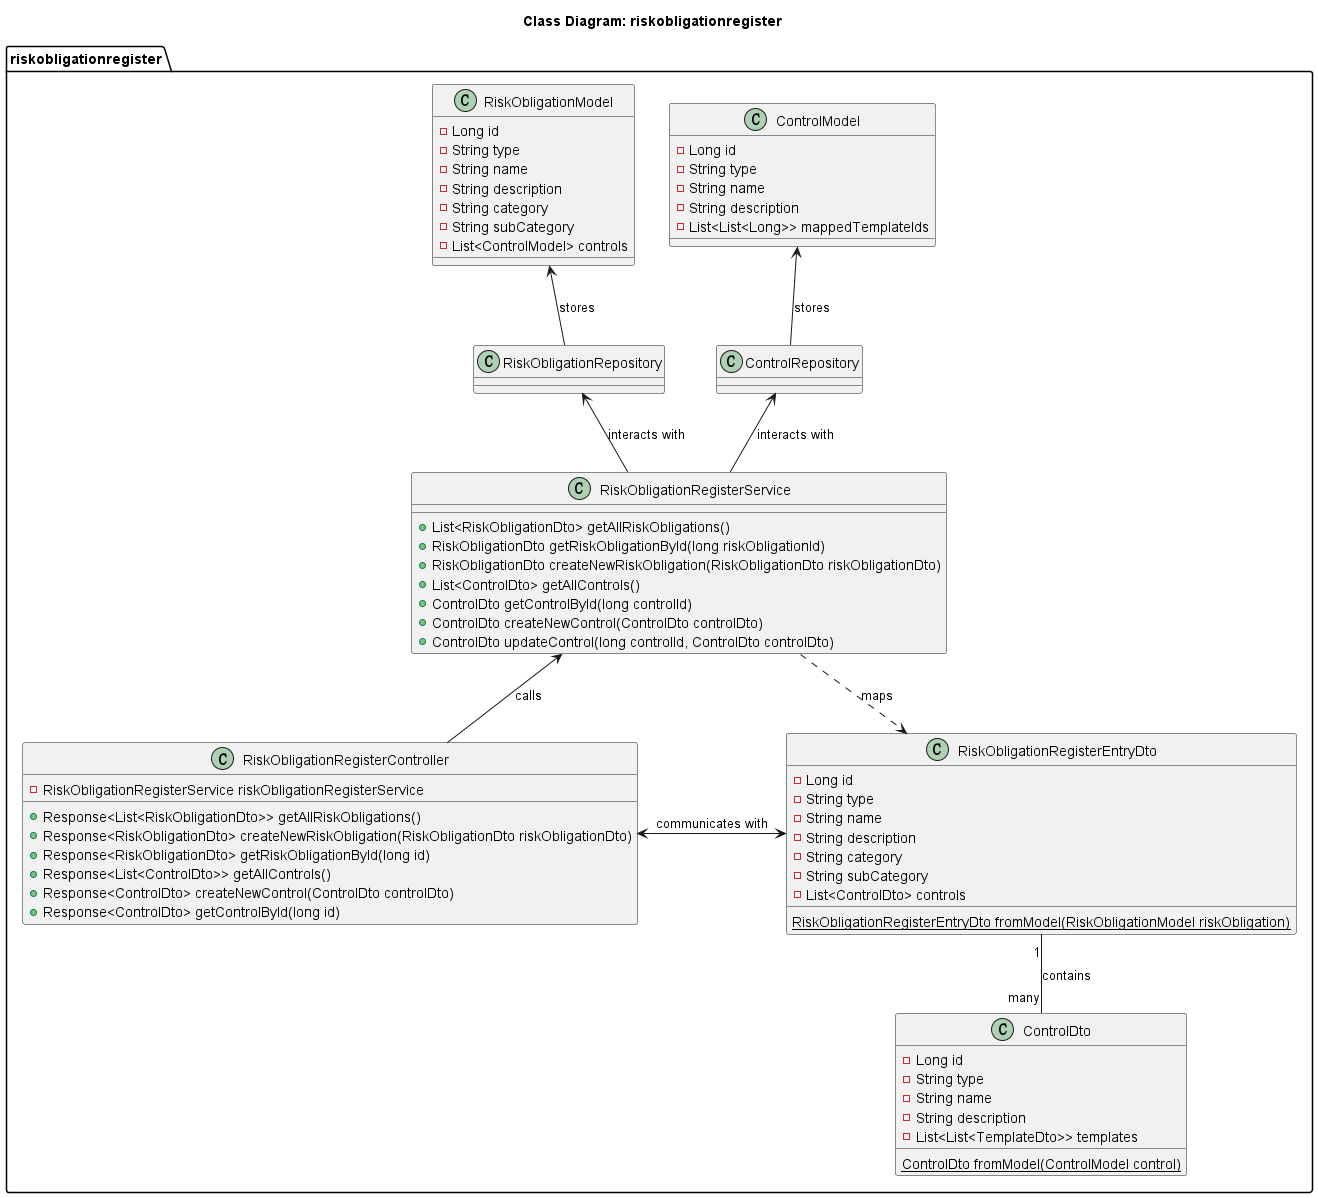 Class Diagram: riskobligationregister
riskobligationregister
C RiskObligationModel
Long id
String type
String name
String description
String category
String subCategory
List<ControlModel> controls
C ControlModel
Long id
String type
String name
String description
List<List<Long>> mappedTemplateIds
stores
stores
C RiskObligationRepository
C ControlRepository
interacts with
interacts with
C RiskObligationRegisterService
List<RiskObligationDto> getAllRiskObligations()
RiskObligationDto getRiskObligationById(long riskObligationId)
RiskObligationDto createNewRiskObligation(RiskObligationDto riskObligationDto)
List<ControlDto> getAllControls()
ControlDto getControlById(long controlId)
ControlDto createNewControl(ControlDto controlDto)
ControlDto updateControl(long controlId, ControlDto controlDto)
calls
maps
C RiskObligationRegisterController
RiskObligationRegisterService riskObligationRegisterService
Response<List<RiskObligationDto>> getAllRiskObligations()
Response<RiskObligationDto> createNewRiskObligation(RiskObligationDto riskObligationDto)
Response<RiskObligationDto> getRiskObligationById(long id)
Response<List<ControlDto>> getAllControls()
Response<ControlDto> createNewControl(ControlDto controlDto)
Response<ControlDto> getControlById(long id)
communicates with
C RiskObligationRegisterEntryDto
Long id
String type
String name
String description
String category
String subCategory
List<ControlDto> controls
RiskObligationRegisterEntryDto fromModel(RiskObligationModel riskObligation)
1
contains
many
C ControlDto
Long id
String type
String name
String description
List<List<TemplateDto>> templates
ControlDto fromModel(ControlModel control)